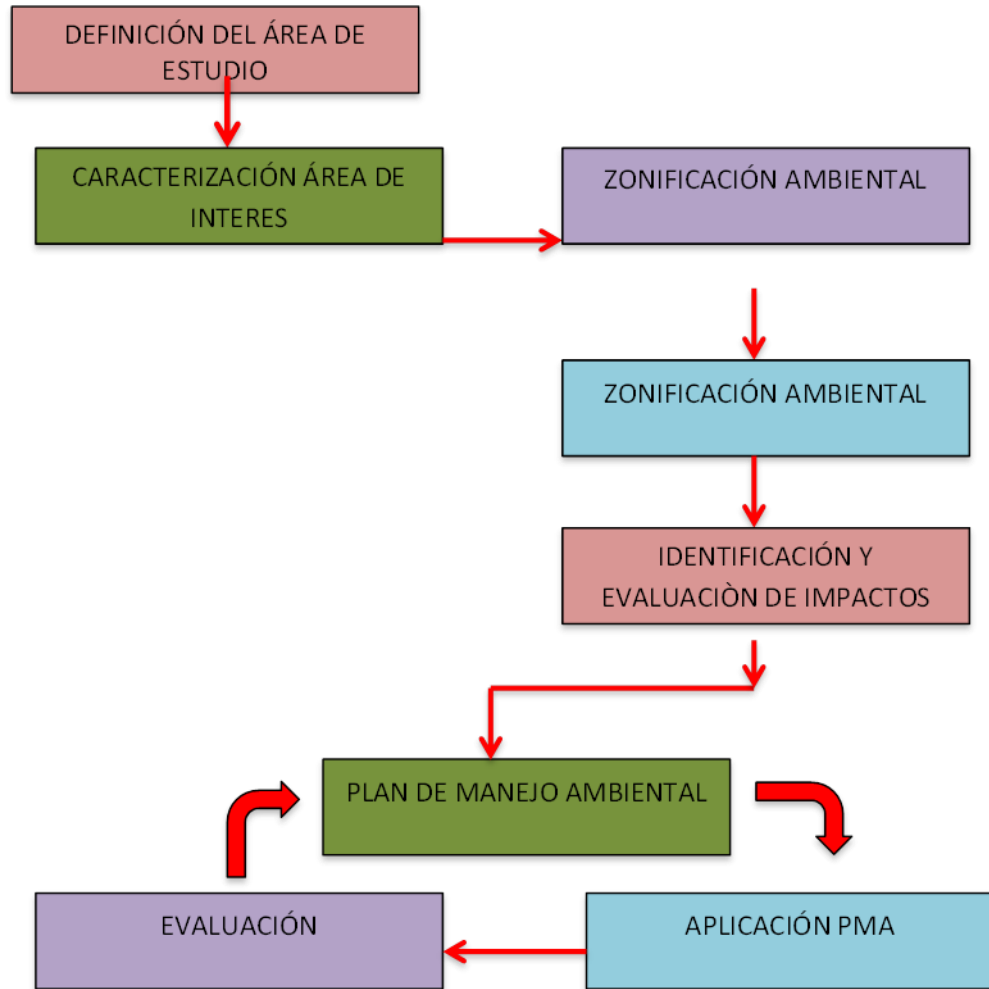 DEFINICIÓN DEL ÁREA DE
ESTUDIO
CARACTERIZACIÓN ÁREA DE
INTERES
ZONIFICACIÓN AMBIENTAL
ZONIFICACIÓN AMBIENTAL
IDENTIFICACIÓN Y
EVALUACIÒN DE IMPACTOS
PLAN DE MANEJO AMBIENTAL
EVALUACIÓN
APLICACIÓN PMA